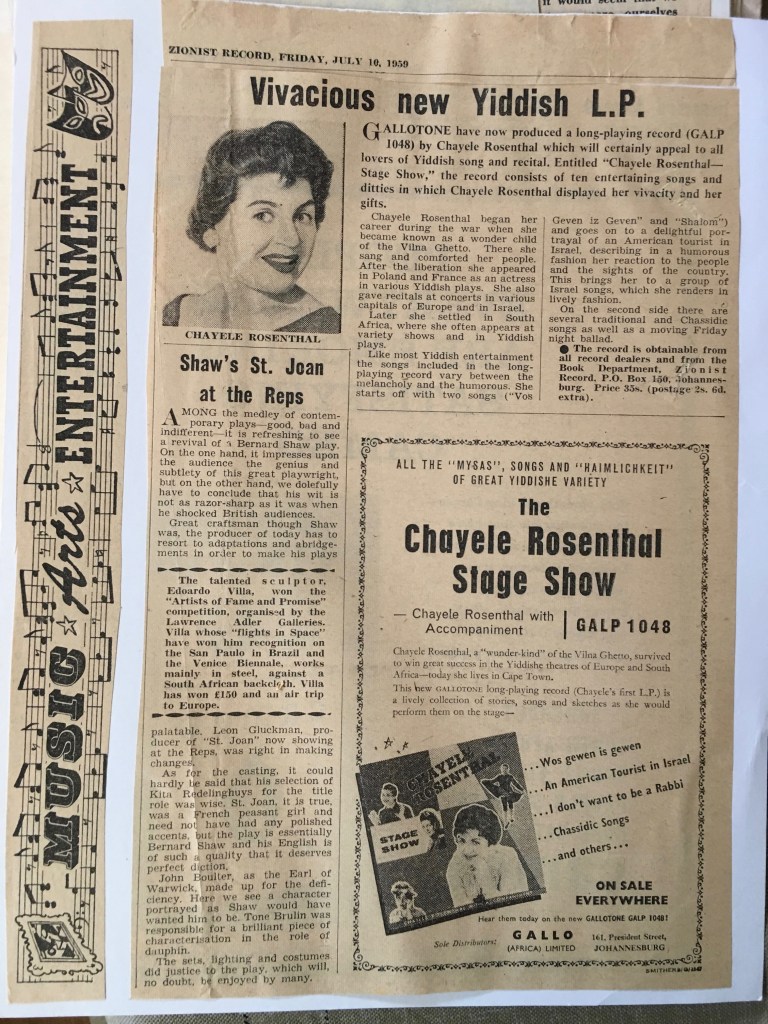 it would seem that
ourselves
ZIONIST RECORD, FRIDAY, JULY 10, 1959
MUSIC ☆ Arts ☆ ENTERTAINMENT
Vivacious new Yiddish L.P.
GALLOTONE have now produced a long-playing record (GALP
1048) by Chayele Rosenthal which will certainly appeal to all
lovers of Yiddish song and recital. Entitled "Chayele Rosenthal—
Stage Show," the record consists of ten entertaining songs and
ditties in which Chayele Rosenthal displayed her vivacity and her
gifts.
CHAYELE ROSENTHAL
Chayele Rosenthal began her
career during the war when she
became known as a wonder child
of the Vilna Ghetto. There she
sang and comforted her people.
After the liberation she appeared
in Poland and France as an actress
in various Yiddish plays. She also
gave recitals at concerts in various
capitals of Europe and in Israel.
Later she settled in South
Africa, where she often appears at
variety shows and in Yiddish
plays.
Like most Yiddish entertainment
the songs included in the long-
playing record vary between the
melancholy and the humorous. She
starts off with two songs ("Vos
Geven iz Geven" and "Shalom")
and goes on to a delightful por-
trayal of an American tourist in
Israel, describing in a humorous
fashion her reaction to the people
and the sights of the country.
This brings her to a group of
Israel songs, which she renders in
lively fashion.
On the second side there are
several traditional and Chassidic
songs as well as a moving Friday
night ballad.
● The record is obtainable from
all record dealers and from the
Book Department, Zionist
Record, P.O. Box 150, Johannes-
burg. Price 35s. (postage 2s. 6d.
extra).
Shaw's St. Joan
at the Reps
AMONG the medley of contem-
porary plays—good, bad and
indifferent—it is refreshing to see
a revival of a Bernard Shaw play.
On the one hand, it impresses upon
the audience the genius and
subtlety of this great playwright,
but on the other hand, we dolefully
have to conclude that his wit is
not as razor-sharp as it was when
he shocked British audiences.
Great craftsman though Shaw
was, the producer of today has to
resort to adaptations and abridge-
ments in order to make his plays
The talented sculptor,
Edoardo Villa, won the
"Artists of Fame and Promise"
competition, organised by the
Lawrence Adler Galleries.
Villa whose "flights in Space"
have won him recognition on
the San Paulo in Brazil and
the Venice Biennale, works
mainly in steel, against a
South African backcloth. Villa
has won £150 and an air trip
to Europe.
palatable. Leon Gluckman, pro-
ducer of "St. Joan" now showing
at the Reps, was right in making
changes.
As for the casting, it could
hardly be said that his selection of
Kita Redelinghuys for the title
role was wise. St. Joan, it is true,
was a French peasant girl and
need not have had any polished
accents, but the play is essentially
Bernard Shaw and his English is
of such a quality that it deserves
perfect diction.
John Boulter, as the Earl of
Warwick, made up for the defi-
ciency. Here we see a character
portrayed as Shaw would have
wanted him to be. Tone Brulin was
responsible for a brilliant piece of
characterisation in the role of
dauphin.
The sets, lighting and costumes
did justice to the play, which will,
no doubt, be enjoyed by many.
ALL THE "MYSAS", SONGS AND "HAIMLICHKEIT"
OF GREAT YIDDISHE VARIETY
The
Chayele Rosenthal
Stage Show
— Chayele Rosenthal with
Accompaniment
GALP 1048
Chayele Rosenthal, a "wunder-kind" of the Vilna Ghetto, survived
to win great success in the Yiddishe theatres of Europe and South
Africa—today she lives in Cape Town.
This new GALLOTONE long-playing record (Chayele's first L.P.) is
a lively collection of stories, songs and sketches as she would
perform them on the stage—
CHAYELE
ROSENTHAL
STAGE
SHOW
...Wos gewen is gewen
...An American Tourist in Israel
...I don't want to be a Rabbi
...Chassidic Songs
...and others...
ON SALE
EVERYWHERE
Hear them today on the new GALLOTONE GALP 1048!
Sole Distributors:
GALLO
(AFRICA) LIMITED
161, President Street,
JOHANNESBURG